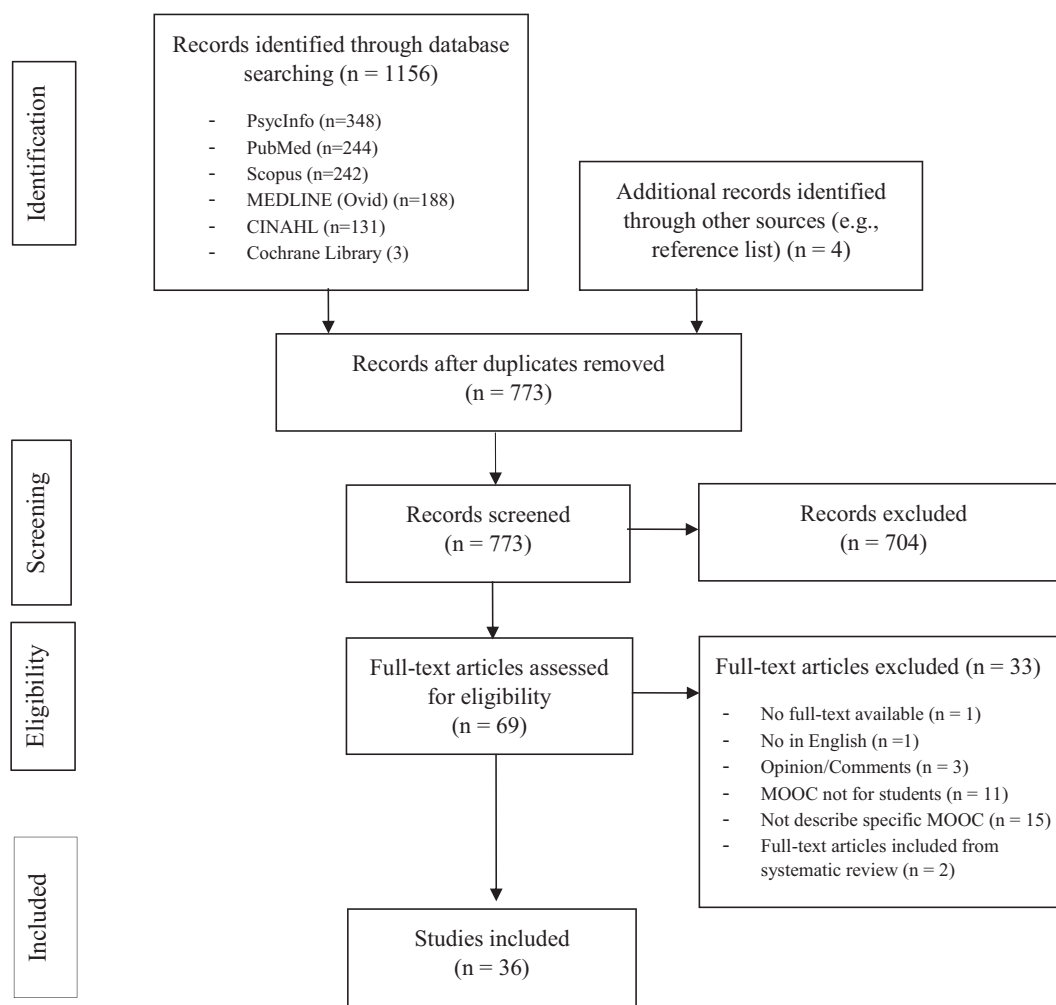 Identification
Records identified through database
searching (n = 1156)
- PsycInfo (n=348)
- PubMed (n=244)
- Scopus (n=242)
- MEDLINE (Ovid) (n=188)
- CINAHL (n=131)
- Cochrane Library (3)
Additional records identified
through other sources (e.g.,
reference list) (n = 4)
Records after duplicates removed
(n = 773)
Screening
Records screened
(n = 773)
Records excluded
(n = 704)
Eligibility
Full-text articles assessed
for eligibility
(n = 69)
Full-text articles excluded (n = 33)
- No full-text available (n = 1)
- No in English (n =1)
- Opinion/Comments (n = 3)
- MOOC not for students (n = 11)
- Not describe specific MOOC (n = 15)
- Full-text articles included from
systematic review (n = 2)
Included
Studies included
(n = 36)